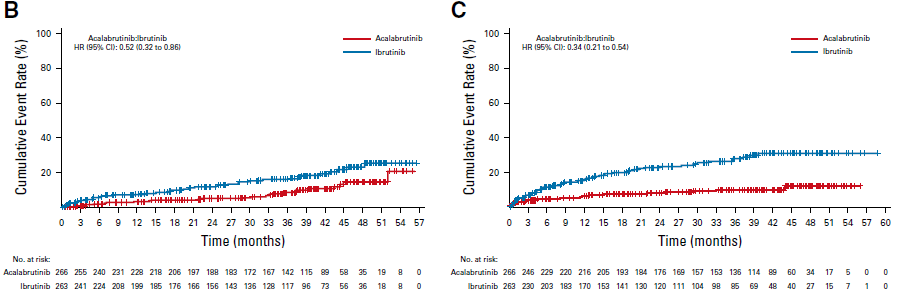 B
Cumulative Event Rate (%)
100
80
60
40
20
Acalabrutinib:Ibrutinib
HR (95% CI): 0.52 (0.32 to 0.86)
Acalabrutinib
Ibrutinib
0 3 6 9 12 15 18 21 24 27 30 33 36 39 42 45 48 51 54 57
Time (months)
No. at risk:
Acalabrutinib 266 255 240 231 228 218 206 197 188 183 172 167 142 115 89 58 35 19 8 0
Ibrutinib 263 241 224 208 199 185 176 166 156 143 136 128 117 96 73 56 36 18 8 0
C
Cumulative Event Rate (%)
100
80
60
40
20
0
Acalabrutinib:Ibrutinib
HR (95% CI): 0.34 (0.21 to 0.54)
Acalabrutinib
Ibrutinib
3 6 9 12 15 18 21 24 27 30 33 36 39 42 45 48 51 54 57 60
Time (months)
No. at risk:
Acalabrutinib 266 246 229 220 216 205 193 184 176 169 157 153 136 114 89 60 34 17 5 0 0
Ibrutinib 263 230 203 183 170 153 141 130 120 111 104 98 85 69 48 40 27 15 7 1 0